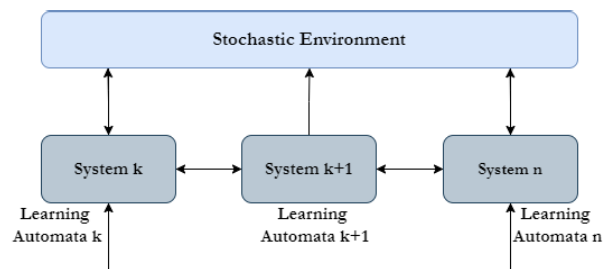 Stochastic Environment
System k
System k+1
System n
Learning
Automata k
Learning
Automata k+1
Learning
Automata n